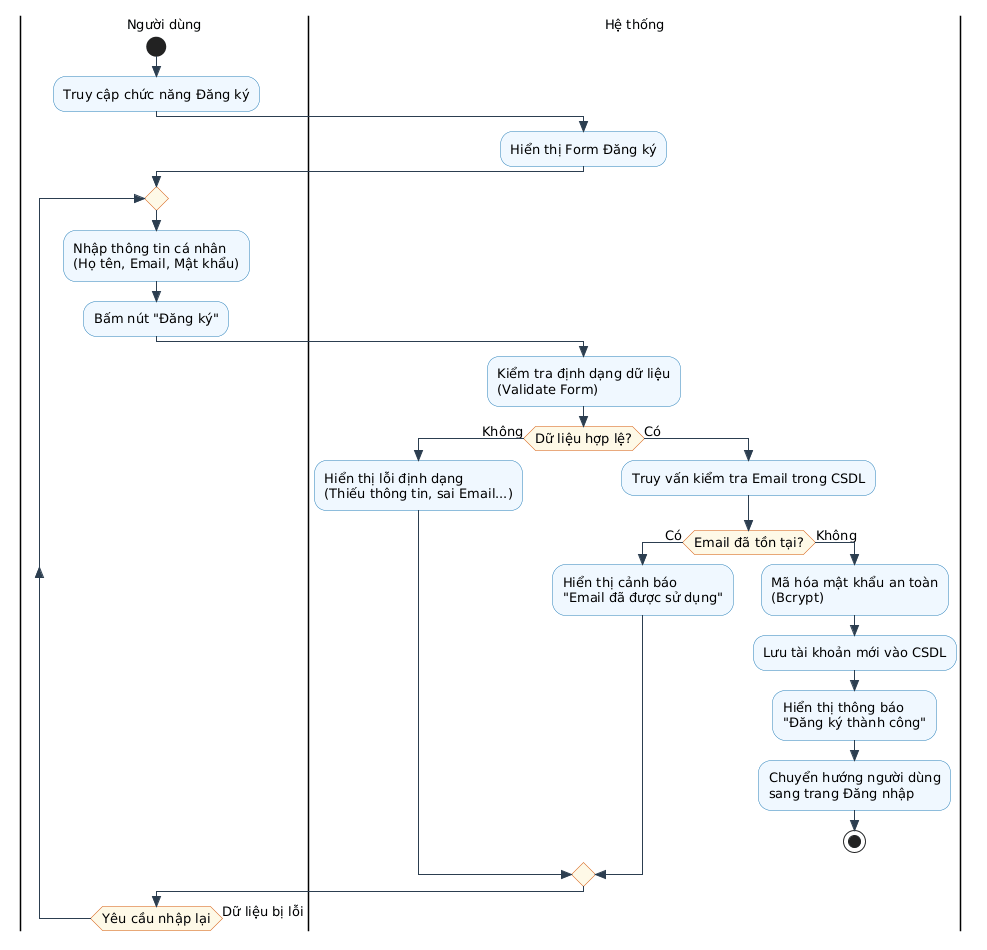 Người dùng
Hệ thống
Truy cập chức năng Đăng ký
Hiển thị Form Đăng ký
Nhập thông tin cá nhân
(Họ tên, Email, Mật khẩu)
Bấm nút "Đăng ký"
Kiểm tra định dạng dữ liệu
(Validate Form)
Không
Dữ liệu hợp lệ?
Có
Hiển thị lỗi định dạng
(Thiếu thông tin, sai Email...)
Truy vấn kiểm tra Email trong CSDL
Có
Email đã tồn tại?
Không
Hiển thị cảnh báo
"Email đã được sử dụng"
Mã hóa mật khẩu an toàn
(Bcrypt)
Lưu tài khoản mới vào CSDL
Hiển thị thông báo
"Đăng ký thành công"
Chuyển hướng người dùng
sang trang Đăng nhập
Yêu cầu nhập lại
Dữ liệu bị lỗi